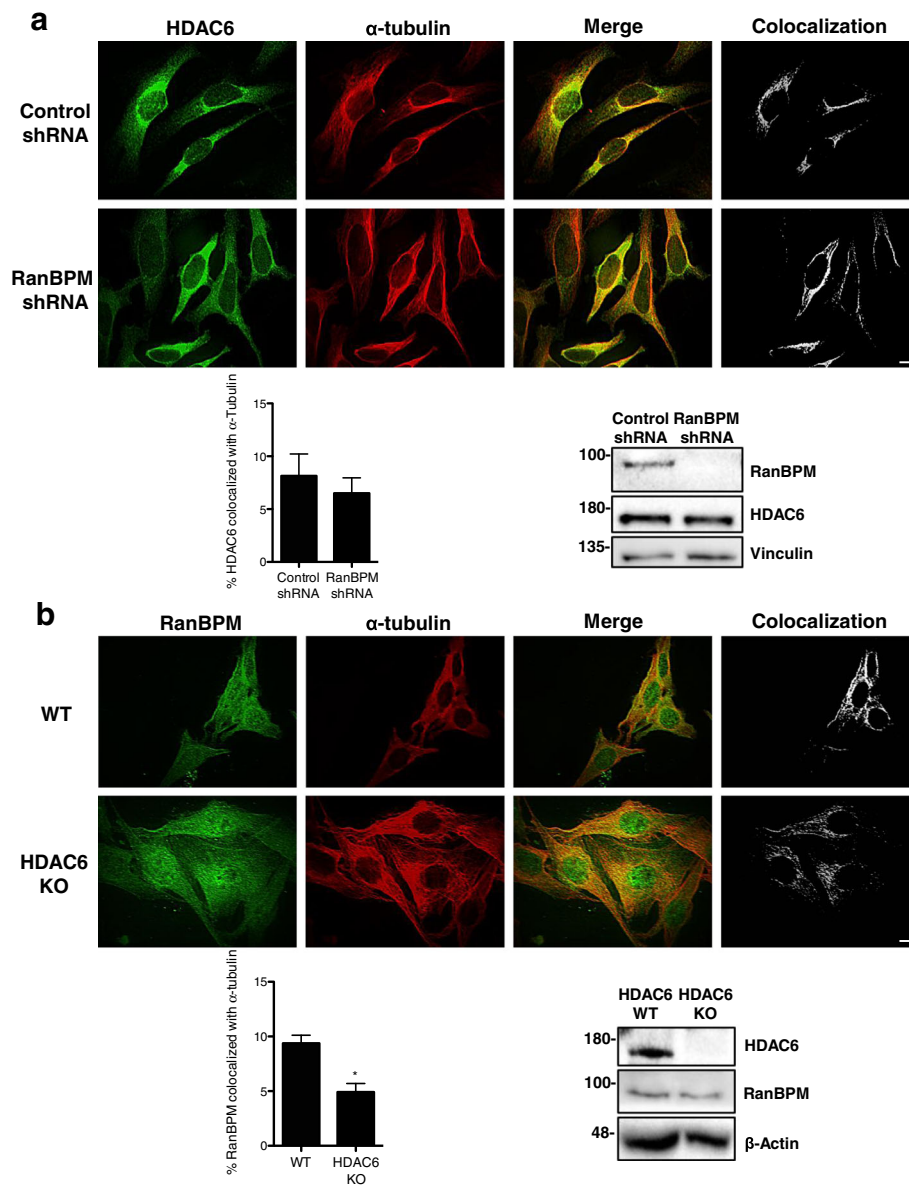 a
HDAC6
α-tubulin
Merge
Colocalization
Control
shRNA
RanBPM
shRNA
% HDAC6 colocalized with α-Tubulin
15
10
5
0
Control
shRNA
RanBPM
shRNA
Control RanBPM
shRNA shRNA
100-
RanBPM
180-
HDAC6
135-
Vinculin
b
RanBPM
α-tubulin
Merge
Colocalization
WT
HDAC6
KO
% RanBPM colocalized with α-tubulin
15
10
5
0
*
WT
HDAC6
KO
HDAC6 HDAC6
WT KO
180-
HDAC6
100-
RanBPM
48-
β-Actin